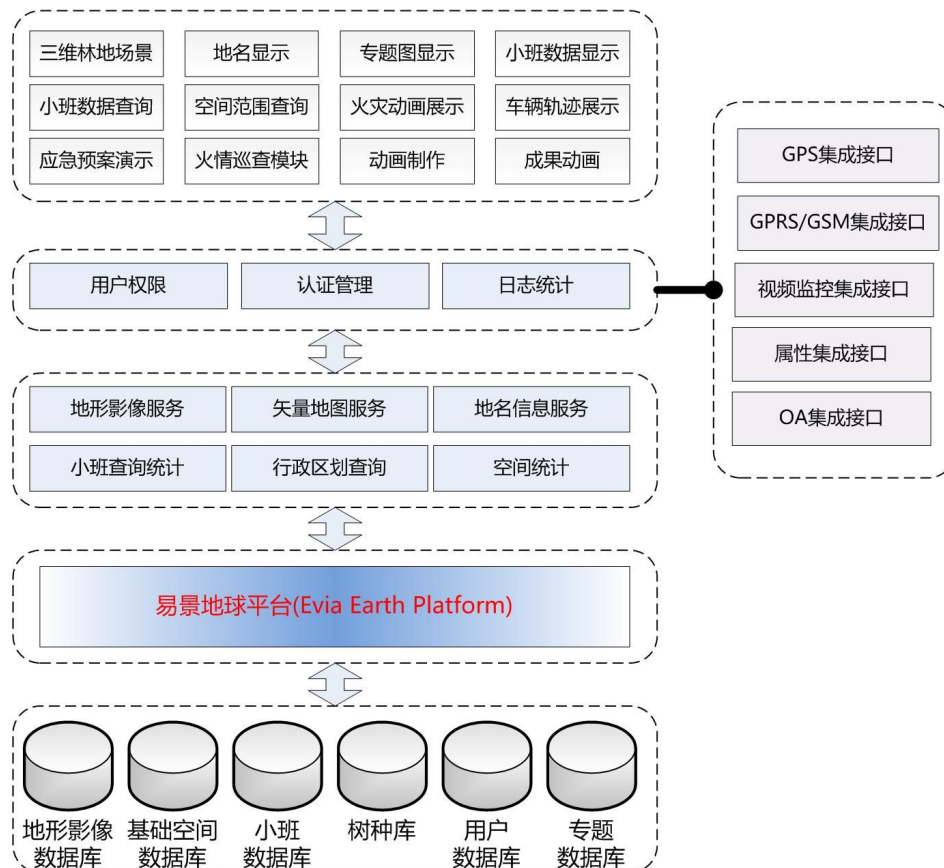 三维林地场景
地名显示
专题图显示
小班数据显示
小班数据查询
空间范围查询
火灾动画展示
车辆轨迹展示
应急预案演示
火情巡查模块
动画制作
成果动画
用户权限
认证管理
日志统计
GPS集成接口
GPRS/GSM集成接口
视频监控集成接口
属性集成接口
OA集成接口
地形影像服务
矢量地图服务
地名信息服务
小班查询统计
行政区划查询
空间统计
易景地球平台(Evia Earth Platform)
地形影像
数据库
基础空间
数据库
小班
数据库
树种库
用户
数据库
专题
数据库